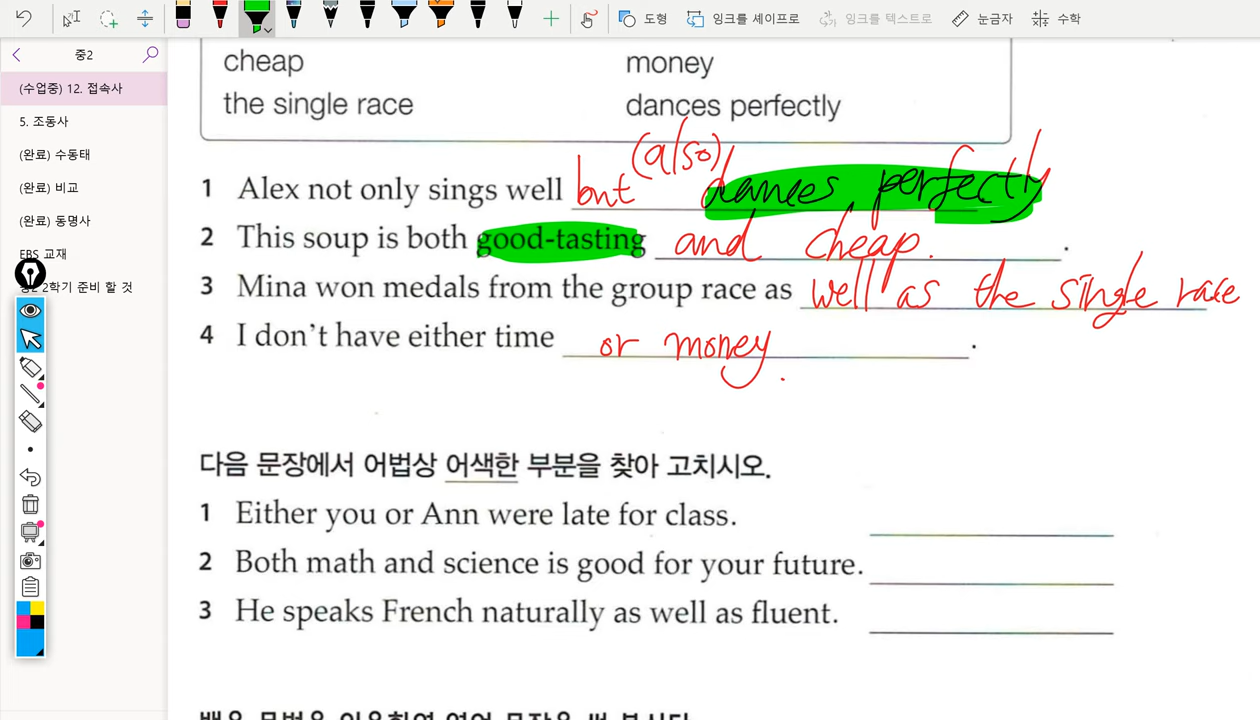 도형 잉크를 셰이프로 잉크를 텍스트로 눈금자 수학
중2
(수업중) 12. 접속사
5. 조동사
(완료) 수동태
(완료) 비교
(완료) 동명사
EBS 교재
2학기 준비 할 것
cheap money
the single race dances perfectly
1 Alex not only sings well but (also) dances perfectly
2 This soup is both good-tasting and cheap. .
3 Mina won medals from the group race as well as the single race
4 I don't have either time or money. .
다음 문장에서 어법상 어색한 부분을 찾아 고치시오.
1 Either you or Ann were late for class.
2 Both math and science is good for your future.
3 He speaks French naturally as well as fluent.